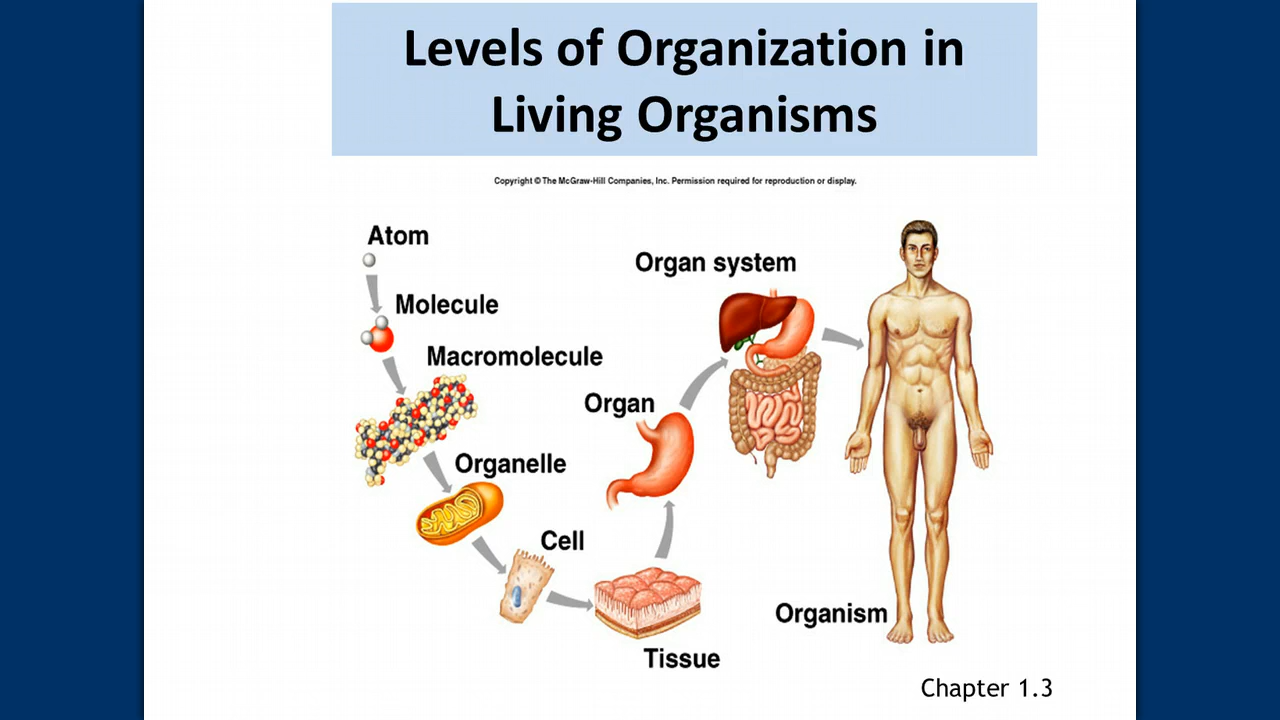 Levels of Organization in
Living Organisms
Copyright © The McGraw-Hill Companies, Inc. Permission required for reproduction or display.
Atom
Molecule
Macromolecule
Organelle
Cell
Tissue
Organ
Organ system
Organism
Chapter 1.3